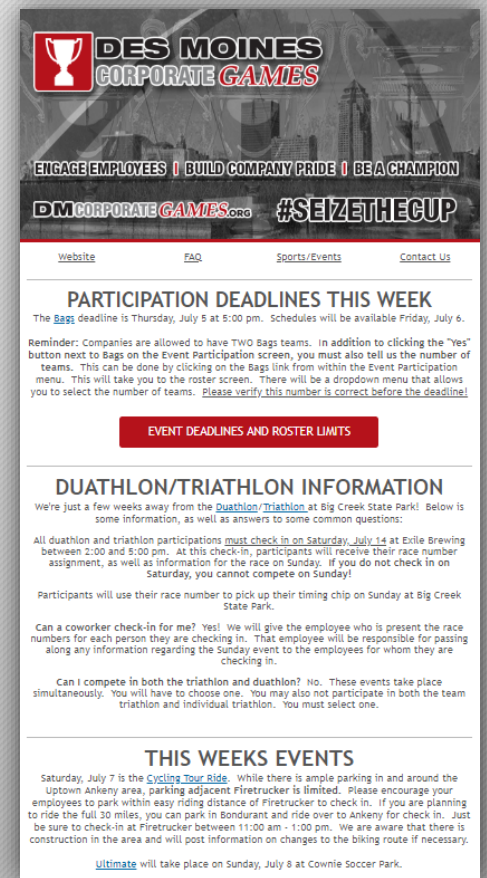 DES MOINES
CORPORATE GAMES
ENGAGE EMPLOYEES | BUILD COMPANY PRIDE | BE A CHAMPION
DMCORPORATEGAMES.ORG #SEIZETHECUP
Website FAQ Sports/Events Contact Us
PARTICIPATION DEADLINES THIS WEEK
The Bags deadline is Thursday, July 5 at 5:00 pm. Schedules will be available Friday, July 6.
Reminder: Companies are allowed to have TWO Bags teams. In addition to clicking the "Yes"
button next to Bags on the Event Participation screen, you must also tell us the number of
teams. This can be done by clicking on the Bags link from within the Event Participation
menu. This will take you to the roster screen. There will be a dropdown menu that allows
you to select the number of teams. Please verify this number is correct before the deadline!
EVENT DEADLINES AND ROSTER LIMITS
DUATHLON/TRIATHLON INFORMATION
We're just a few weeks away from the Duathlon/Triathlon at Big Creek State Park! Below is
some information, as well as answers to some common questions:
All duathlon and triathlon participations must check in on Saturday, July 14 at Exile Brewing
between 2:00 and 5:00 pm. At this check-in, participants will receive their race number
assignment, as well as information for the race on Sunday. If you do not check in on
Saturday, you cannot compete on Sunday!
Participants will use their race number to pick up their timing chip on Sunday at Big Creek
State Park.
Can a coworker check-in for me? Yes! We will give the employee who is present the race
numbers for each person they are checking in. That employee will be responsible for passing
along any information regarding the Sunday event to the employees for whom they are
checking in.
Can I compete in both the triathlon and duathlon? No. These events take place
simultaneously. You will have to choose one. You may also not participate in both the team
triathlon and individual triathlon. You must select one.
THIS WEEKS EVENTS
Saturday, July 7 is the Cycling Tour Ride. While there is ample parking in and around the
Uptown Ankeny area, parking adjacent Firetrucker is limited. Please encourage your
employees to park within easy riding distance of Firetrucker to check in. If you are planning
to ride the full 30 miles, you can park in Bondurant and ride over to Ankeny for check in. Just
be sure to check-in at Firetrucker between 11:00 am - 1:00 pm. We are aware that there is
construction in the area and will post information on changes to the biking route if necessary.
Ultimate will take place on Sunday, July 8 at Cownie Soccer Park.